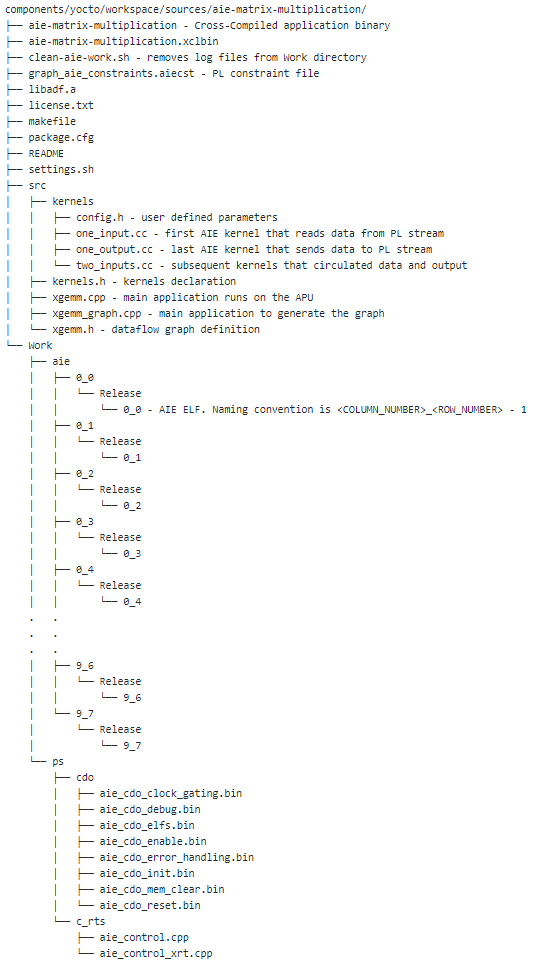 components/yocto/workspace/sources/aie-matrix-multiplication/
├── aie-matrix-multiplication - Cross-Compiled application binary
├── aie-matrix-multiplication.xclbin
├── clean-aie-work.sh - removes log files from Work directory
├── graph_aie_constraints.aiecst - PL constraint file
├── libadf.a
├── license.txt
├── makefile
├── package.cfg
├── README
├── settings.sh
├── src
│   ├── kernels
│   │   ├── config.h - user defined parameters
│   │   ├── one_input.cc - first AIE kernel that reads data from PL stream
│   │   ├── one_output.cc - last AIE kernel that sends data to PL stream
│   │   └── two_inputs.cc - subsequent kernels that circulated data and output
│   ├── kernels.h - kernels declaration
│   ├── xgemm.cpp - main application runs on the APU
│   ├── xgemm_graph.cpp - main application to generate the graph
│   └── xgemm.h - dataflow graph definition
└── Work
    ├── aie
    │   ├── 0_0
    │   │   └── Release
    │   │       └── 0_0 - AIE ELF. Naming convention is <COLUMN_NUMBER>_<ROW_NUMBER> - 1
    │   ├── 0_1
    │   │   └── Release
    │   │       └── 0_1
    │   ├── 0_2
    │   │   └── Release
    │   │       └── 0_2
    │   ├── 0_3
    │   │   └── Release
    │   │       └── 0_3
    │   ├── 0_4
    │   │   └── Release
    │   │       └── 0_4
    .   .
    .   .
    .   .
    │   ├── 9_6
    │   │   └── Release
    │   │       └── 9_6
    │   └── 9_7
    │       └── Release
    │           └── 9_7
    └── ps
        ├── cdo
        │   ├── aie_cdo_clock_gating.bin
        │   ├── aie_cdo_debug.bin
        │   ├── aie_cdo_elfs.bin
        │   ├── aie_cdo_enable.bin
        │   ├── aie_cdo_error_handling.bin
        │   ├── aie_cdo_init.bin
        │   ├── aie_cdo_mem_clear.bin
        │   └── aie_cdo_reset.bin
        └── c_rts
            ├── aie_control.cpp
            └── aie_control_xrt.cpp